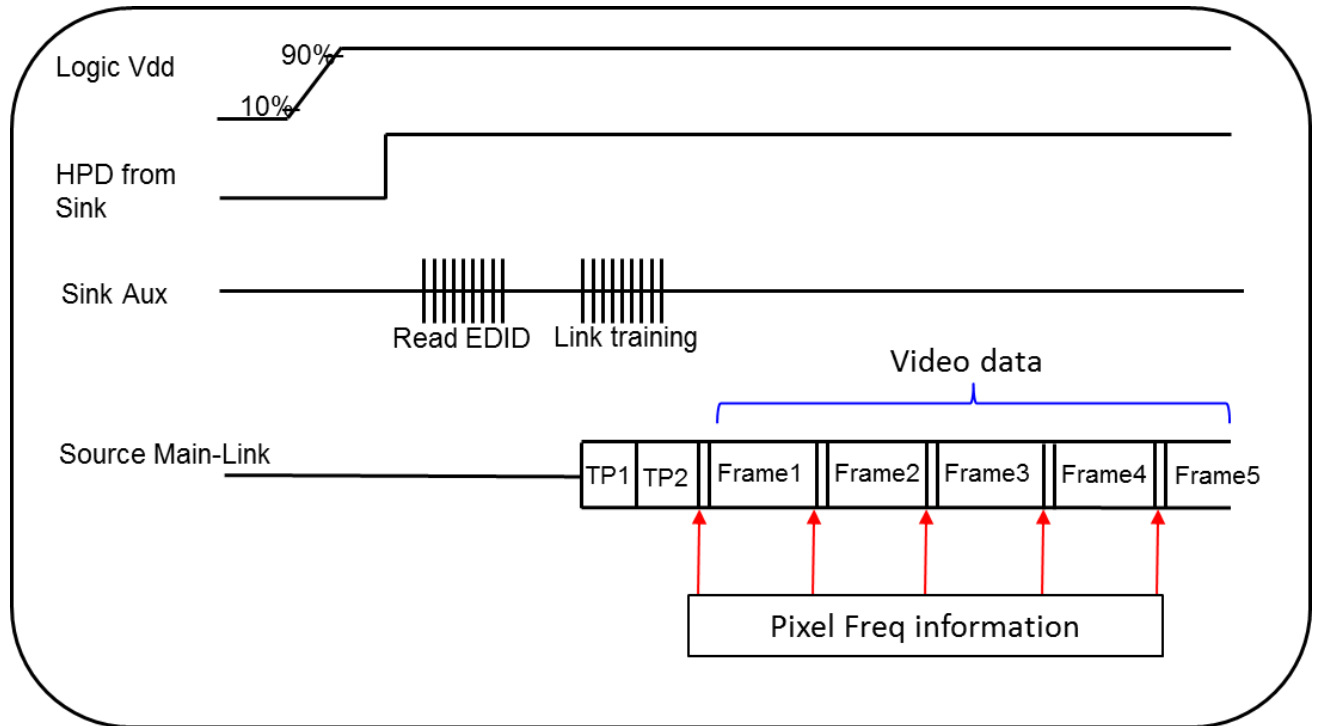 Logic Vdd
90%
10%
HPD from
Sink
Sink Aux
Read EDID
Link training
Video data
Source Main-Link
TP1
TP2
Frame1
Frame2
Frame3
Frame4
Frame5
Pixel Freq information